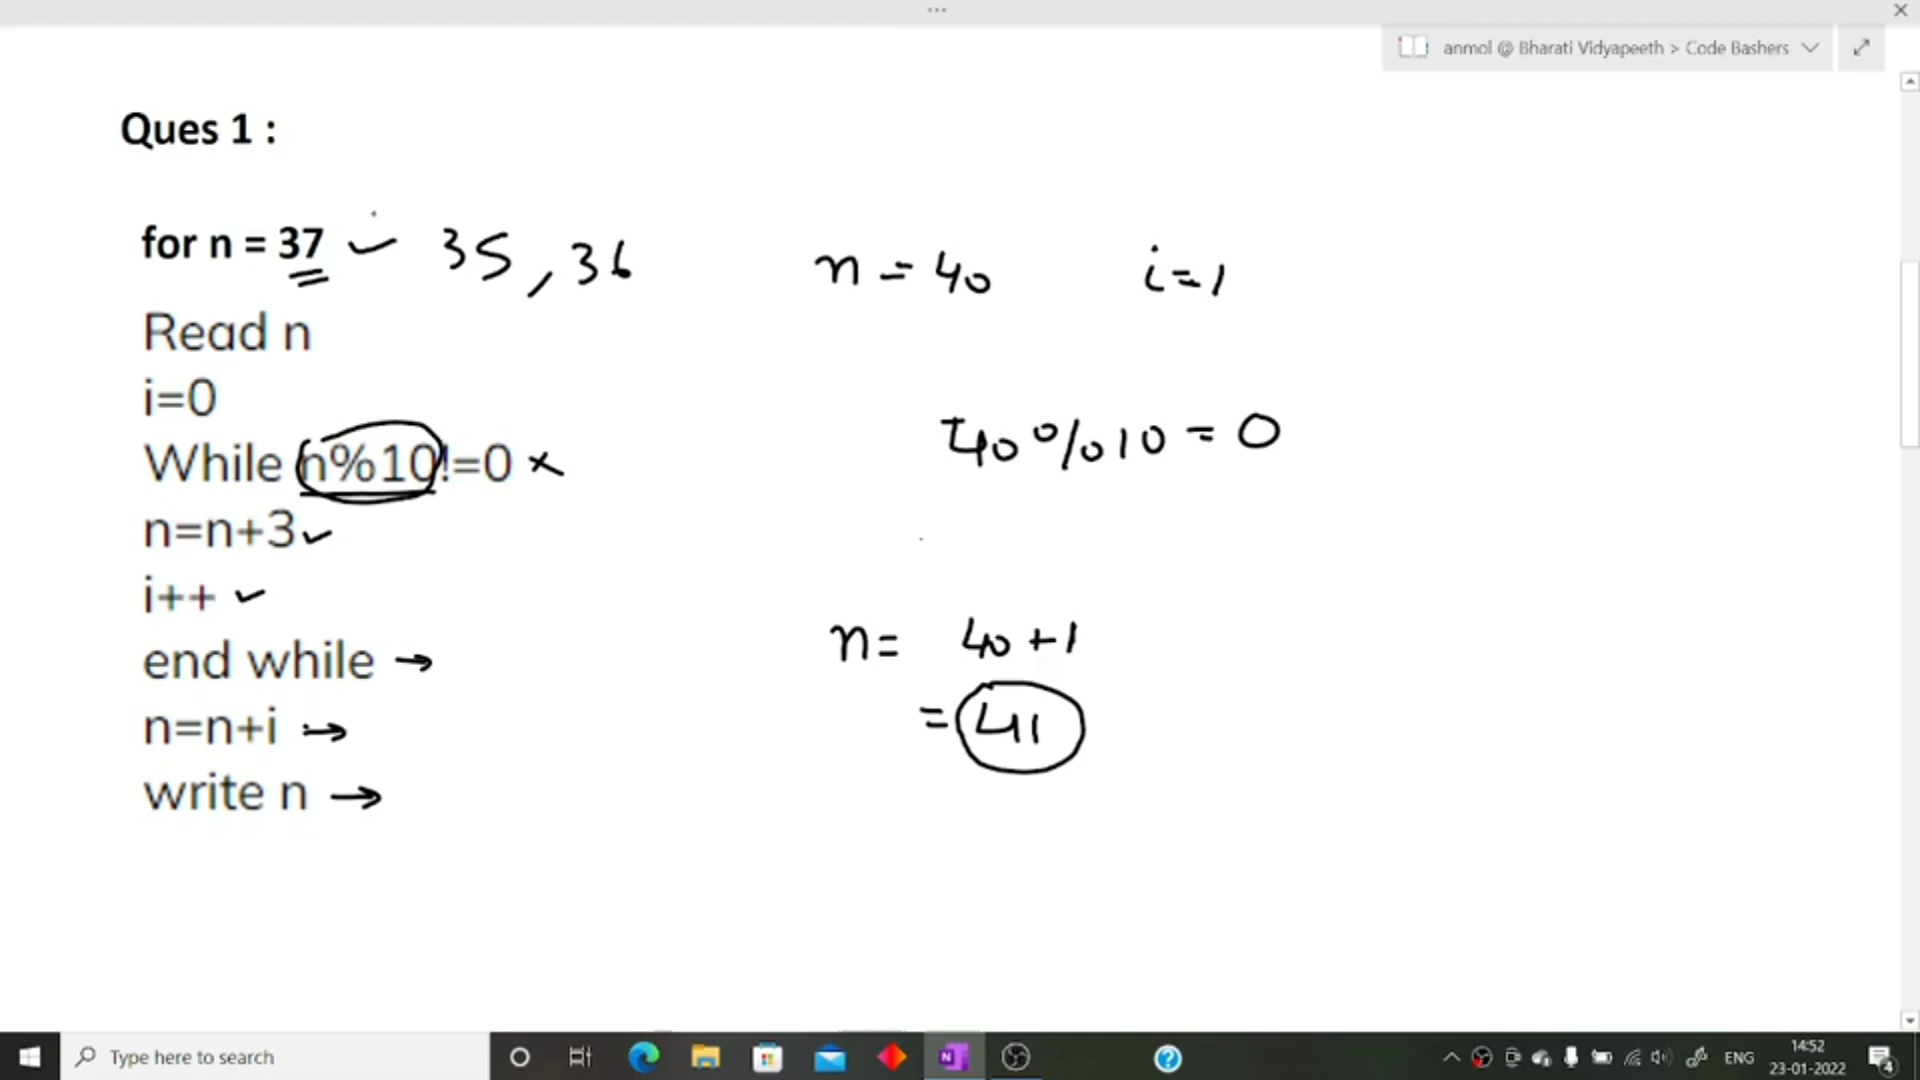 anmol @ Bharati Vidyapeeth > Code Bashers
Ques 1 :
for n = 37 35, 36
n = 40 i=1
Read n
i=0
While n%10!=0
40%10 = 0
n=n+3
i++
n= 40+1
end while
= 41
n=n+i
write n
Type here to search
ENG
14:52
23-01-2022
4